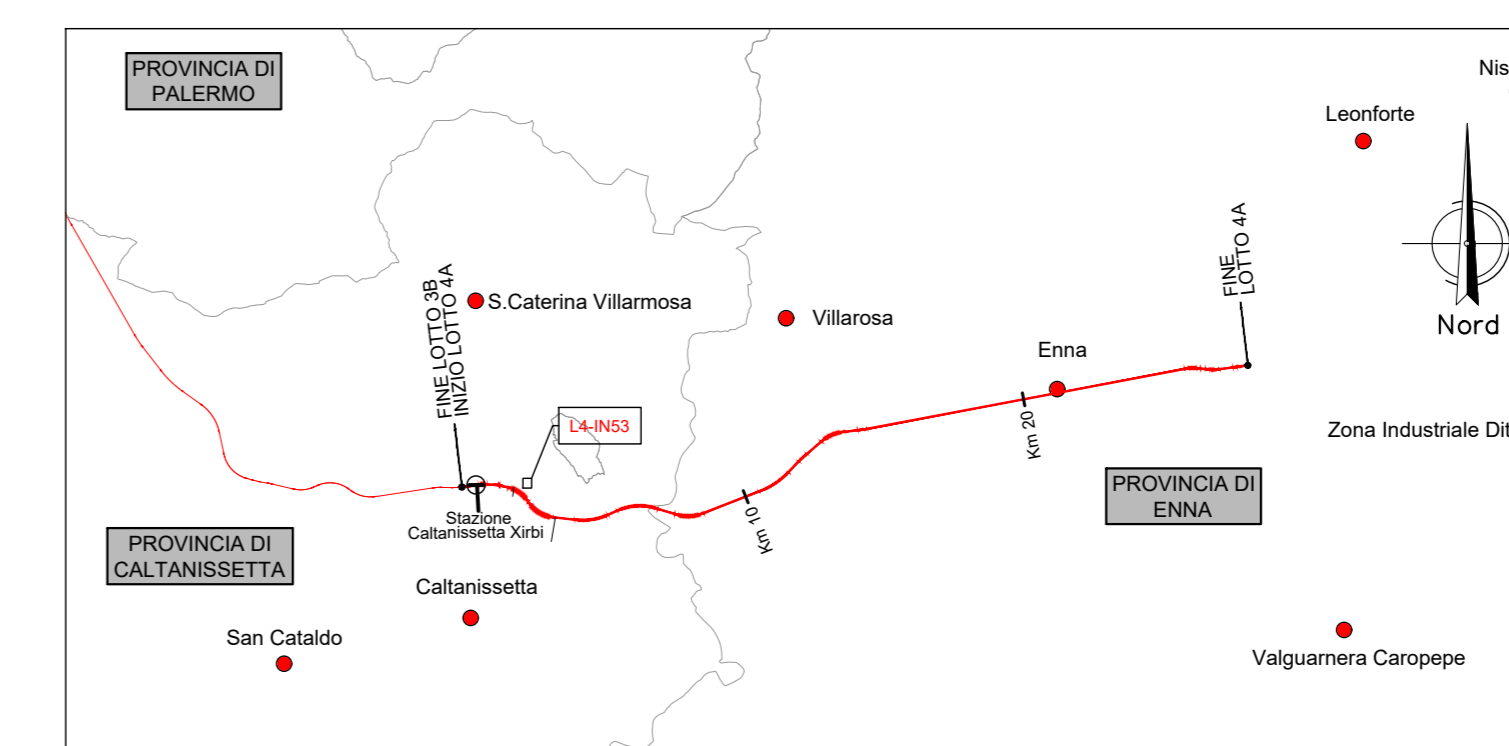 PROVINCIA DI
PALERMO
Nis
Leonforte
Nord
FINE LOTTO 3B
INIZIO LOTTO 4A
S.Caterina Villarmosa
Villarosa
Enna
FINE
LOTTO 4A
L4-IN53
Km 20
Zona Industriale Dit
PROVINCIA DI
ENNA
Stazione
Caltanissetta Xirbi
Km 10
PROVINCIA DI
CALTANISSETTA
Caltanissetta
San Cataldo
Valguarnera Caropepe